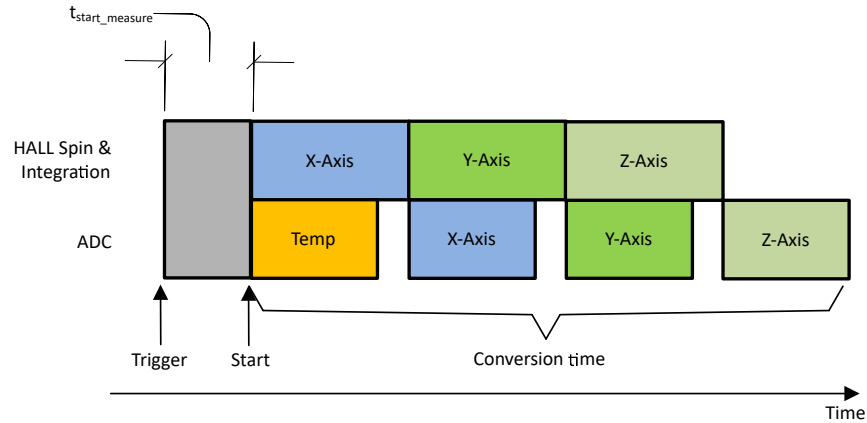 tstart_measure
HALL Spin &
Integration
X-Axis
Y-Axis
Z-Axis
ADC
Temp
X-Axis
Y-Axis
Z-Axis
Trigger
Start
Conversion time
Time